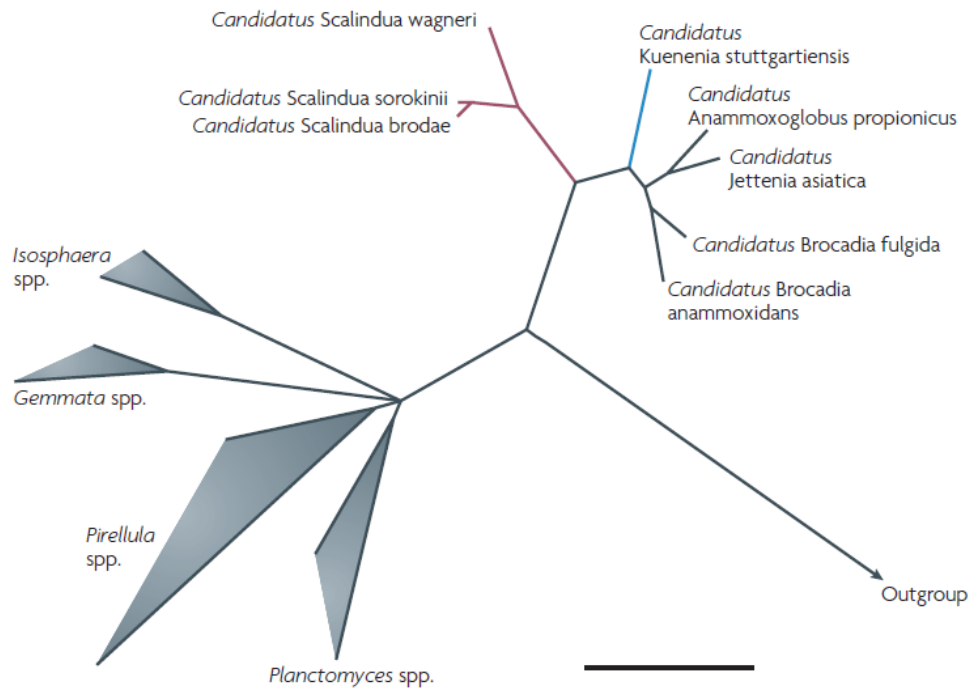 Candidatus Scalindua wagneri
Candidatus
Kuenenia stuttgartiensis
Candidatus Scalindua sorokinii
Candidatus Scalindua brodae
Candidatus
Anammoxoglobus propionicus
Candidatus
Jettenia asiatica
Candidatus Brocadia fulgida
Candidatus Brocadia
anammoxidans
Isosphaera
spp.
Gemmata spp.
Pirellula
spp.
Planctomyces spp.
Outgroup